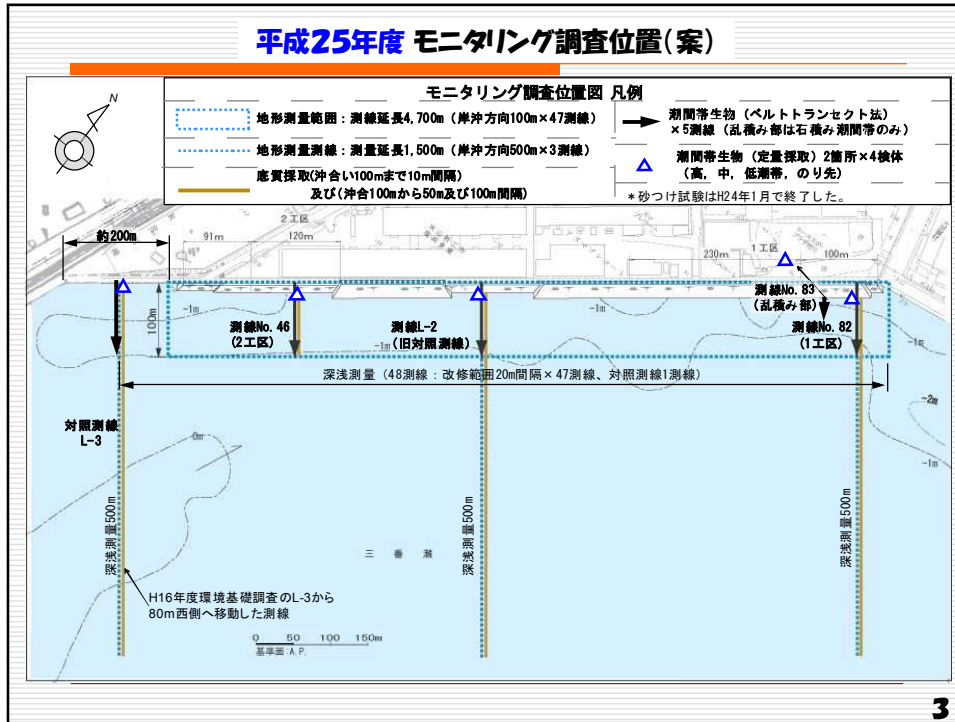 平成25年度 モニタリング調査位置(案)
N
モニタリング調査位置図 凡例
地形測量範囲：測線延長4,700m（岸沖方向100m×47測線）
地形測量測線：測量延長1,500m（岸沖方向500m×3測線）
底質採取(沖合い100mまで10m間隔)
及び(沖合100mから50m及び100m間隔)
潮間帯生物（ベルトトランセクト法）
×5測線（乱積み部は石積み潮間帯のみ）
潮間帯生物（定量採取）2箇所×4検体
（高，中，低潮帯，のり先）
＊砂つけ試験はH24年1月で終了した。
約200m
2工区
91m
120m
1工区
230m
100m
100m
-1m
測線No.46
(2工区)
-1m
測線L-2
(旧対照測線)
測線No.83
(乱積み部)
測線No.82
(1工区)
-1m
-1m
深浅測量（48測線：改修範囲20m間隔×47測線、対照測線1測線）
-2m
-1m
対照測線
L-3
-0m
深浅測量500m
深浅測量500m
深浅測量500m
三番瀬
H16年度環境基礎調査のL-3から
80m西側へ移動した測線
0 50 100 150m
基準面:A.P.
3